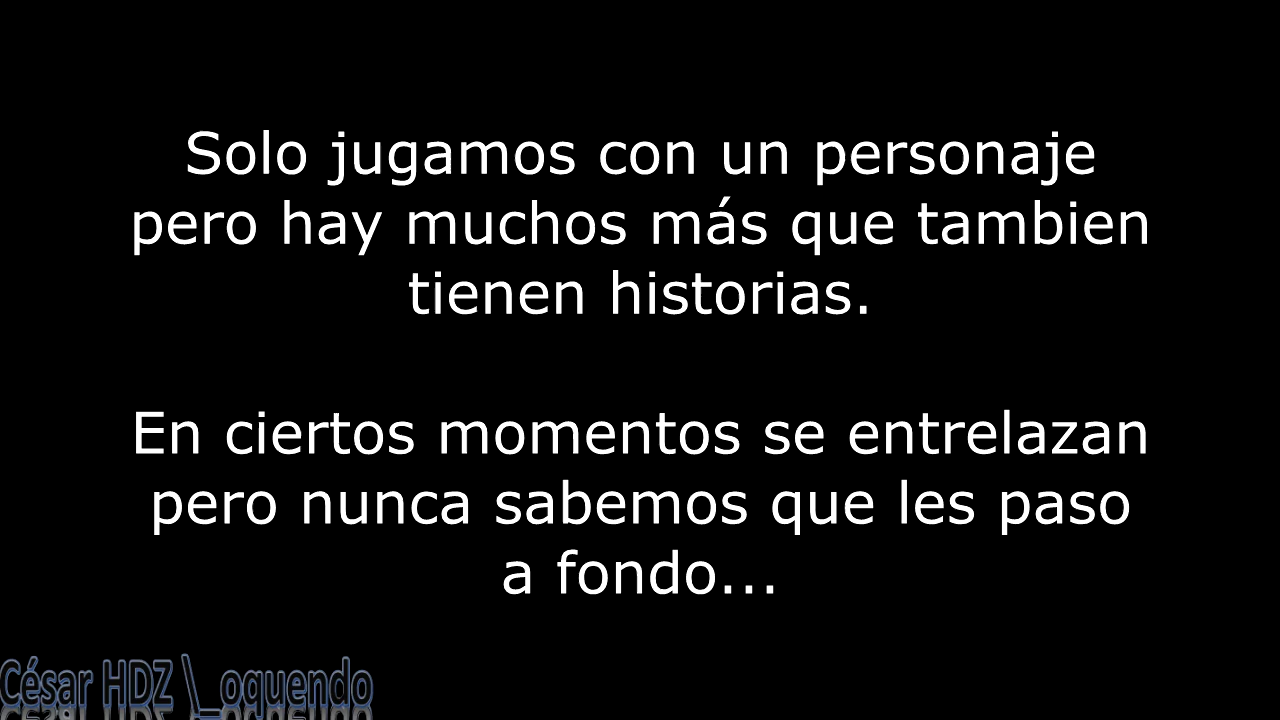 Solo jugamos con un personaje
pero hay muchos más que tambien
tienen historias.
En ciertos momentos se entrelazan
pero nunca sabemos que les paso
a fondo...
César HDZ \_oquendo